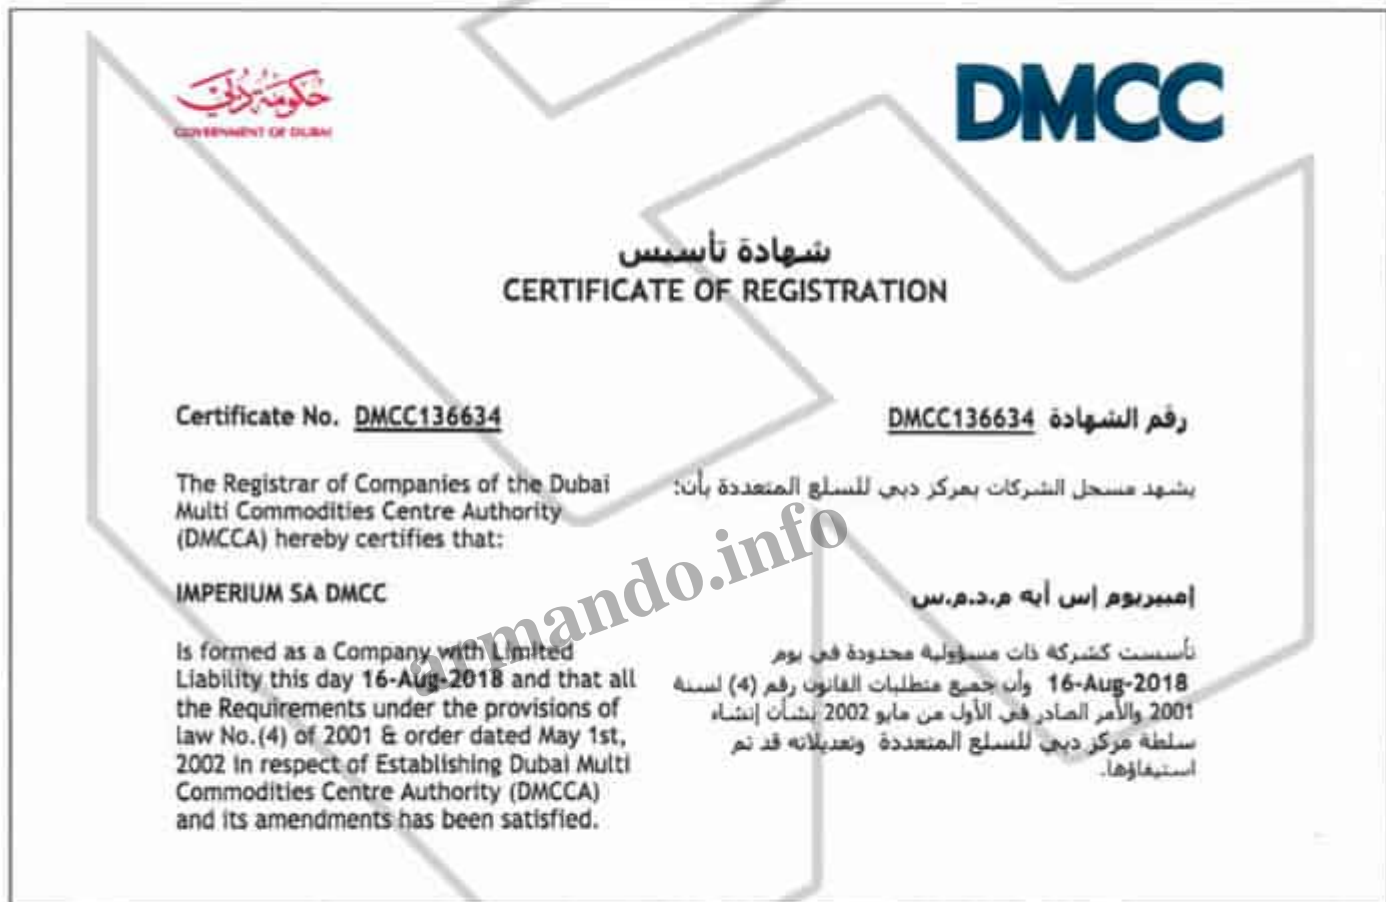 حكومة دبي
GOVERNMENT OF DUBAI
DMCC
شهادة تأسيس
CERTIFICATE OF REGISTRATION
Certificate No. DMCC136634
رقم الشهادة DMCC136634
The Registrar of Companies of the Dubai
Multi Commodities Centre Authority
(DMCCA) hereby certifies that:
يشهد مسجل الشركات بمركز دبي للسلع المتعددة بأن:
IMPERIUM SA DMCC
إمبيريوم إس أيه م.د.م.س
Is formed as a Company with Limited
Liability this day 16-Aug-2018 and that all
the Requirements under the provisions of
law No.(4) of 2001 & order dated May 1st,
2002 in respect of Establishing Dubai Multi
Commodities Centre Authority (DMCCA)
and its amendments has been satisfied.
تأسست كشركة ذات مسؤولية محدودة في يوم
16-Aug-2018 وأن جميع متطلبات القانون رقم (4) لسنة
2001 والأمر الصادر في الأول من مايو 2002 بشأن إنشاء
سلطة مركز دبي للسلع المتعددة وتعديلاته قد تم
استيفاؤها.
armando.info